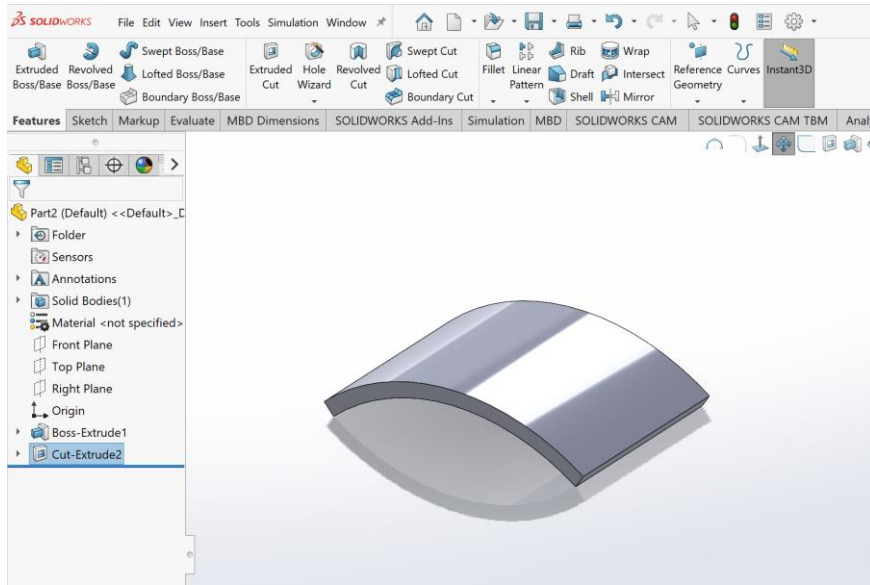 SOLIDWORKS File Edit View Insert Tools Simulation Window
Extruded Boss/Base
Revolved Boss/Base
Swept Boss/Base
Lofted Boss/Base
Boundary Boss/Base
Extruded Cut
Hole Wizard
Revolved Cut
Swept Cut
Lofted Cut
Boundary Cut
Fillet
Linear Pattern
Rib
Draft
Shell
Wrap
Intersect
Mirror
Reference Geometry
Curves
Instant3D
Features Sketch Markup Evaluate MBD Dimensions SOLIDWORKS Add-Ins Simulation MBD SOLIDWORKS CAM SOLIDWORKS CAM TBM Anal
Part2 (Default) <<Default>_D
Folder
Sensors
Annotations
Solid Bodies(1)
Material <not specified>
Front Plane
Top Plane
Right Plane
Origin
Boss-Extrude1
Cut-Extrude2